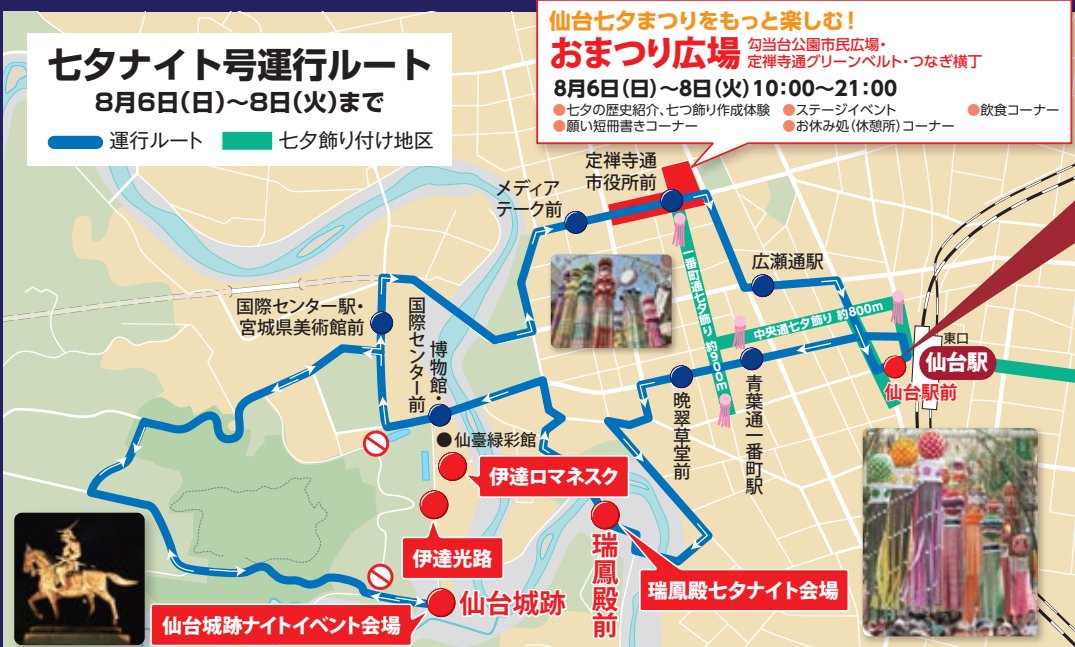 七夕ナイト号運行ルート
8月6日(日)～8日(火)まで
運行ルート
七夕飾り付け地区
仙台七夕まつりをもっと楽しむ！
おまつり広場
勾当台公園市民広場・
定禅寺通グリーンベルト・つなぎ横丁
8月6日(日)～8日(火)10:00～21:00
●七夕の歴史紹介、七つ飾り作成体験
●ステージイベント
●飲食コーナー
●願い短冊書きコーナー
●お休み処(休憩所)コーナー
定禅寺通
市役所前
メディア
テーク前
広瀬通駅
一番町通七夕飾り 約900m
中央通七夕飾り 約800m
国際センター駅・
宮城県美術館前
博物館・
国際センター前
東口
仙台駅
仙台駅前
青葉通一番町駅
晩翠草堂前
●仙臺緑彩館
伊達ロマネスク
伊達光路
瑞鳳殿前
瑞鳳殿七夕ナイト会場
仙台城跡
仙台城跡ナイトイベント会場